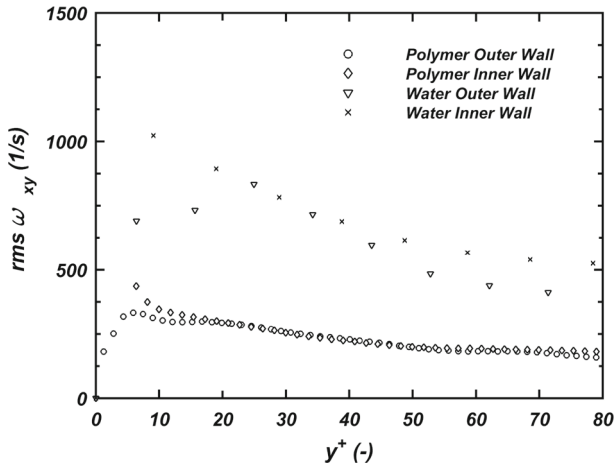 1500
1000
500
0
rms ω xy (1/s)
Polymer Outer Wall
Polymer Inner Wall
Water Outer Wall
Water Inner Wall
0 10 20 30 40 50 60 70 80
y+ (-)